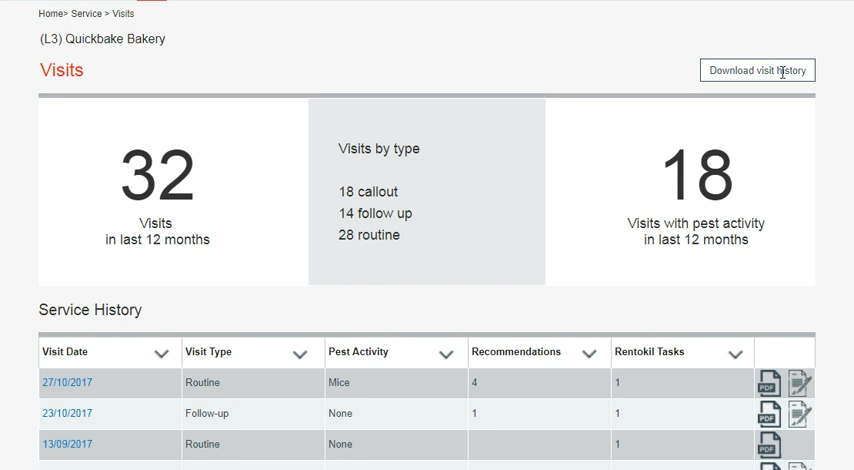 Home> Service > Visits
(L3) Quickbake Bakery
Visits
Download visit history
32
Visits
in last 12 months
Visits by type
18 callout
14 follow up
28 routine
18
Visits with pest activity
in last 12 months
Service History
Visit Date Visit Type Pest Activity Recommendations Rentokil Tasks
27/10/2017 Routine Mice 4 1 PDF
23/10/2017 Follow-up None 1 1 PDF
13/09/2017 Routine None 1 PDF